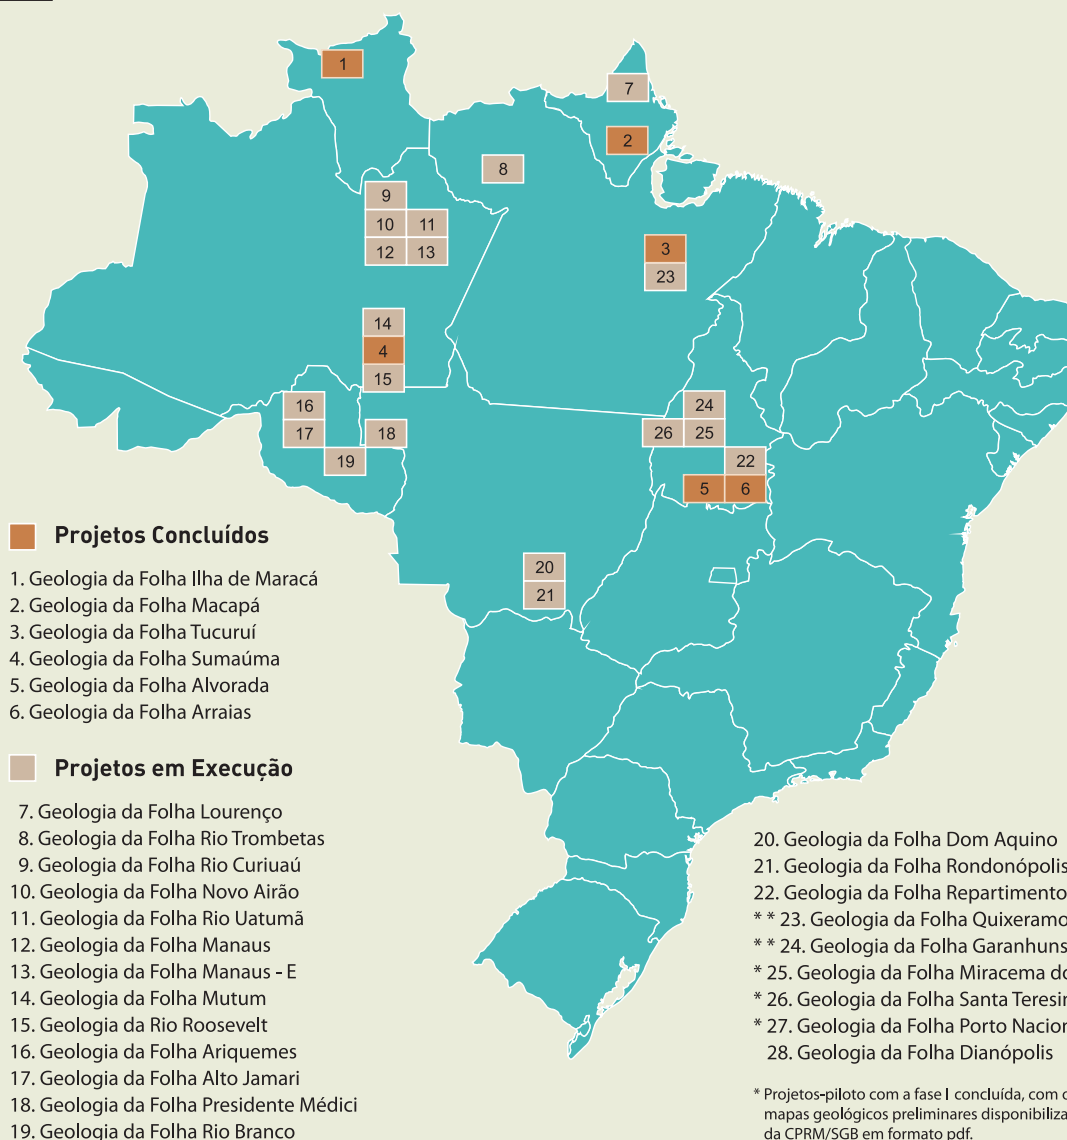 1
7
2
8
9
10 11
12 13
3
23
14
4
15
16
17
18
19
24
26 25
22
5 6
20
21
Projetos Concluídos
1. Geologia da Folha Ilha de Maracá
2. Geologia da Folha Macapá
3. Geologia da Folha Tucuruí
4. Geologia da Folha Sumaúma
5. Geologia da Folha Alvorada
6. Geologia da Folha Arraias
Projetos em Execução
7. Geologia da Folha Lourenço
8. Geologia da Folha Rio Trombetas
9. Geologia da Folha Rio Curiuaú
10. Geologia da Folha Novo Airão
11. Geologia da Folha Rio Uatumã
12. Geologia da Folha Manaus
13. Geologia da Folha Manaus - E
14. Geologia da Folha Mutum
15. Geologia da Rio Roosevelt
16. Geologia da Folha Ariquemes
17. Geologia da Folha Alto Jamari
18. Geologia da Folha Presidente Médici
19. Geologia da Folha Rio Branco
20. Geologia da Folha Dom Aquino
21. Geologia da Folha Rondonópolis
22. Geologia da Folha Repartimento
* * 23. Geologia da Folha Quixeramo
* * 24. Geologia da Folha Garanhuns
* 25. Geologia da Folha Miracema do
* 26. Geologia da Folha Santa Teresin
* 27. Geologia da Folha Porto Nacion
28. Geologia da Folha Dianópolis
* Projetos-piloto com a fase I concluída, com
mapas geológicos preliminares disponibiliza
da CPRM/SGB em formato pdf.